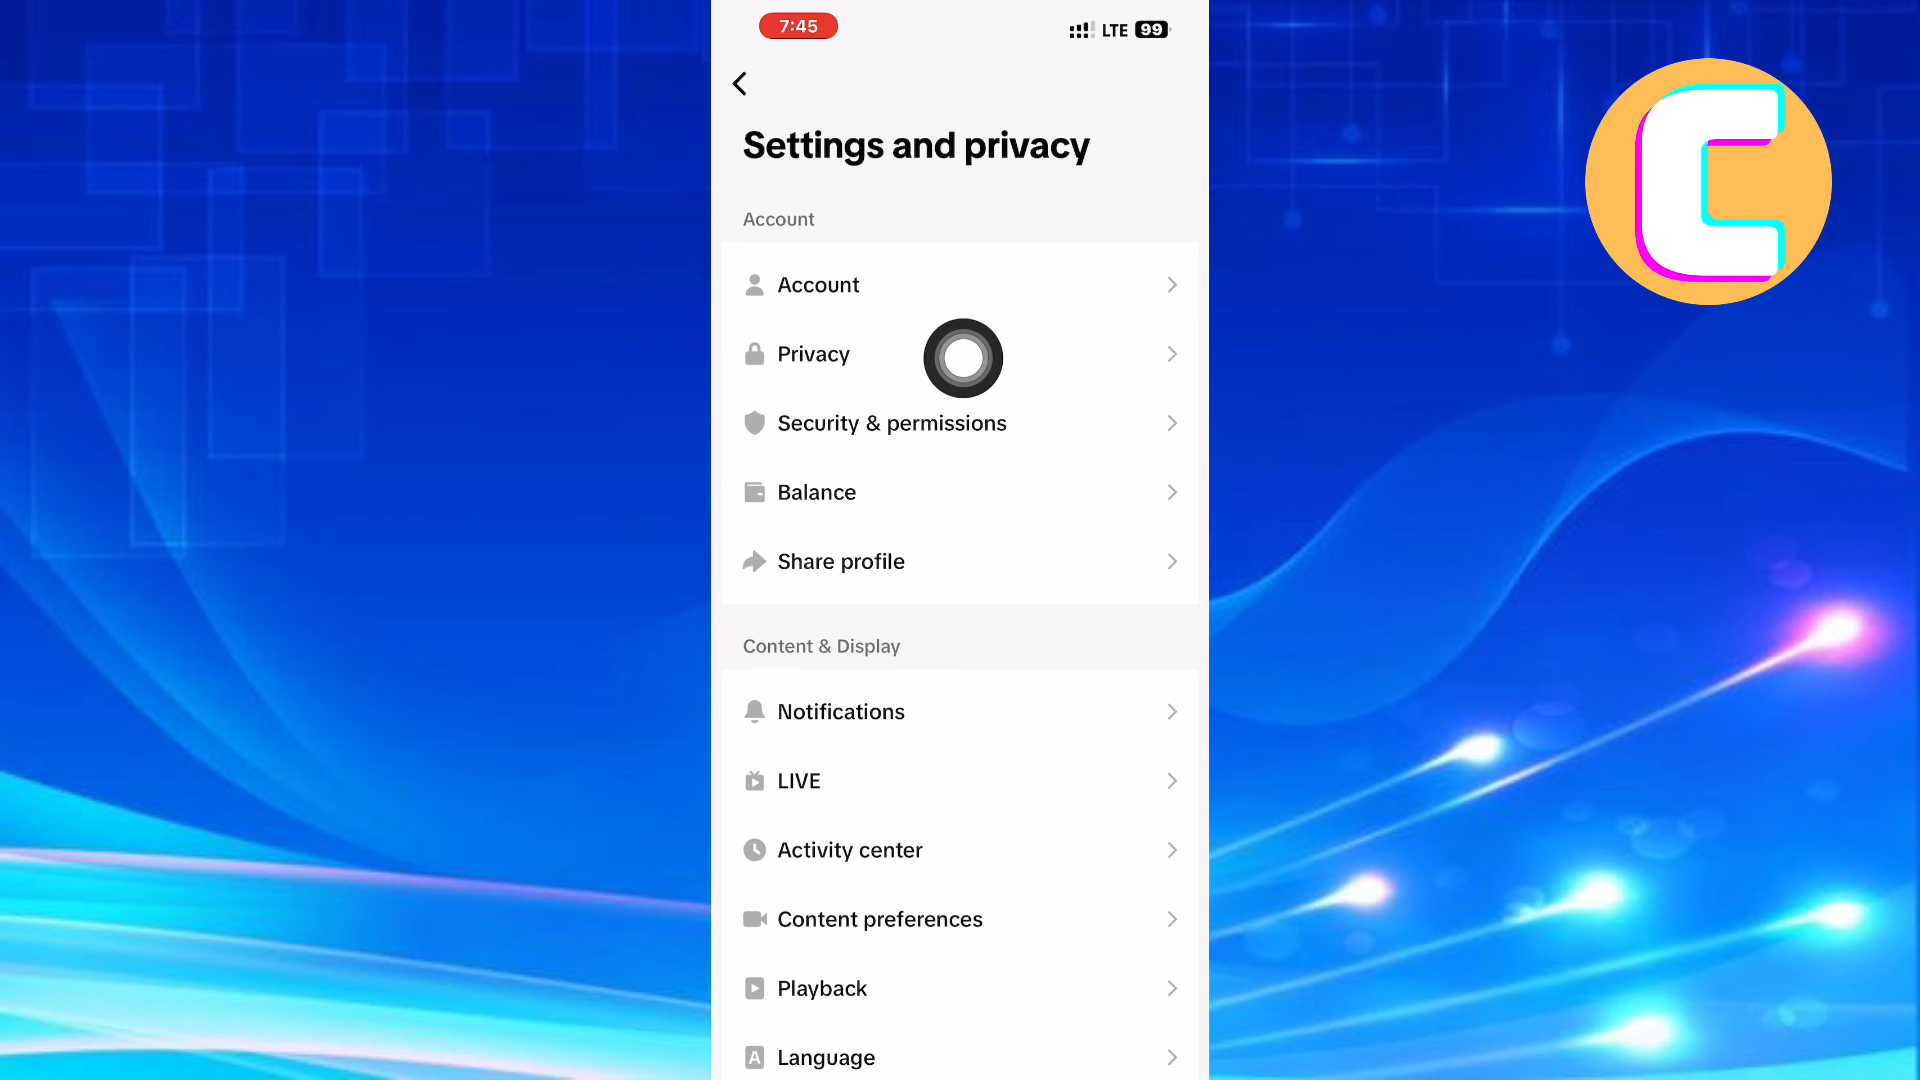 7:45
LTE 99
Settings and privacy
Account
Account
Privacy
Security & permissions
Balance
Share profile
Content & Display
Notifications
LIVE
Activity center
Content preferences
Playback
A Language
C